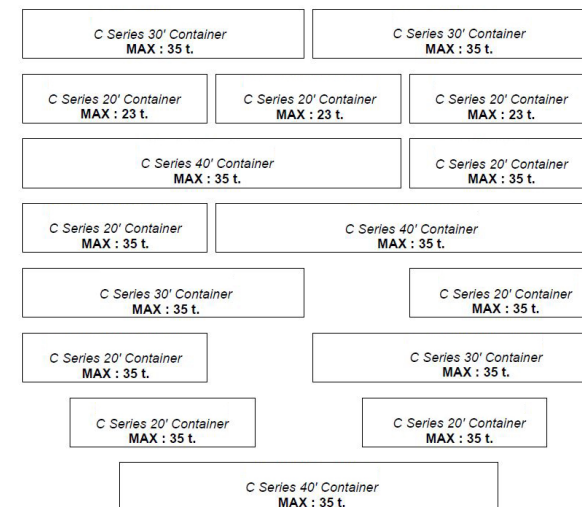 C Series 30' Container C Series 30' Container
MAX : 35 t. MAX : 35 t.
C Series 20' Container C Series 20' Container C Series 20' Container
MAX : 23 t. MAX : 23 t. MAX : 23 t.
C Series 40' Container C Series 20' Container
MAX : 35 t. MAX : 35 t.
C Series 20' Container C Series 40' Container
MAX : 35 t. MAX : 35 t.
C Series 30' Container C Series 20' Container
MAX : 35 t. MAX : 35 t.
C Series 20' Container C Series 30' Container
MAX : 35 t. MAX : 35 t.
C Series 20' Container C Series 20' Container
MAX : 35 t. MAX : 35 t.
C Series 40' Container
MAX : 35 t.